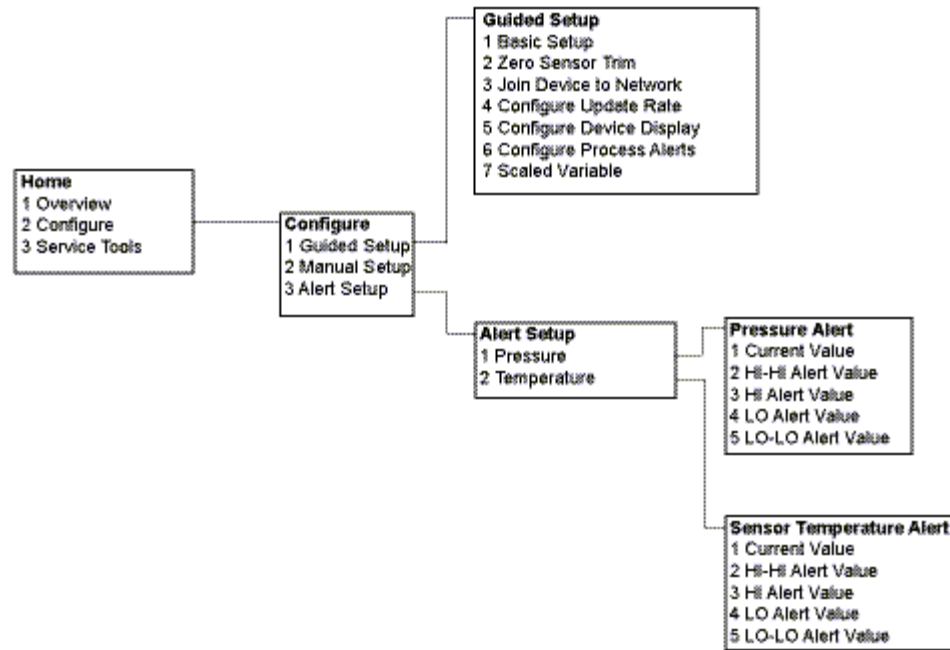 Guided Setup
1 Basic Setup
2 Zero Sensor Trim
3 Join Device to Network
4 Configure Update Rate
5 Configure Device Display
6 Configure Process Alerts
7 Scaled Variable
Home
1 Overview
2 Configure
3 Service Tools
Configure
1 Guided Setup
2 Manual Setup
3 Alert Setup
Alert Setup
1 Pressure
2 Temperature
Pressure Alert
1 Current Value
2 HI-HI Alert Value
3 HI Alert Value
4 LO Alert Value
5 LO-LO Alert Value
Sensor Temperature Alert
1 Current Value
2 HI-HI Alert Value
3 HI Alert Value
4 LO Alert Value
5 LO-LO Alert Value